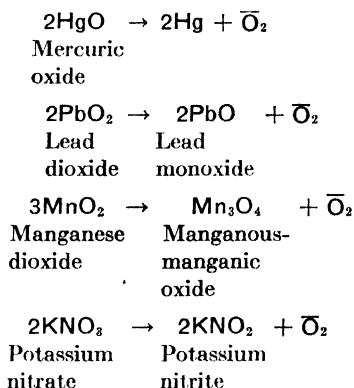 2HgO → 2Hg + O̅₂
Mercuric
oxide
2PbO₂ → 2PbO + O̅₂
Lead Lead
dioxide monoxide
3MnO₂ → Mn₃O₄ + O̅₂
Manganese Manganous-
dioxide manganic
oxide
2KNO₃ → 2KNO₂ + O̅₂
Potassium Potassium
nitrate nitrite